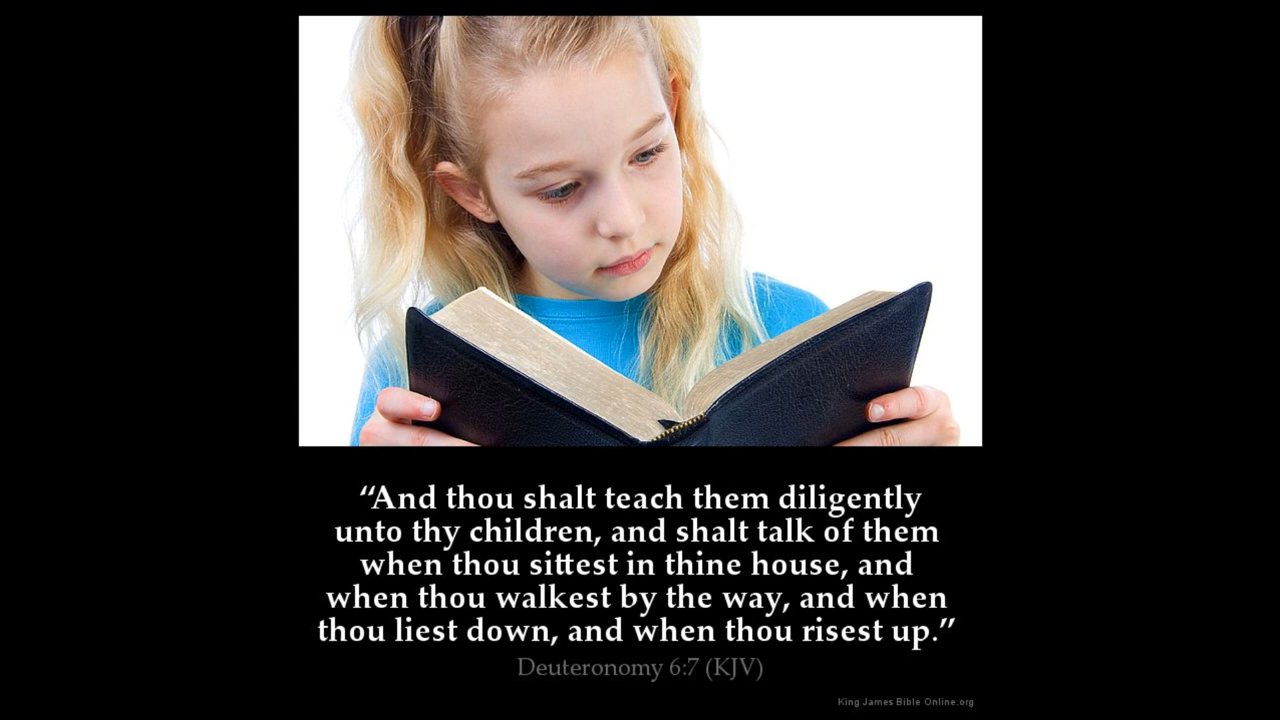 “And thou shalt teach them diligently
unto thy children, and shalt talk of them
when thou sittest in thine house, and
when thou walkest by the way, and when
thou liest down, and when thou risest up.”
Deuteronomy 6:7 (KJV)
King James Bible Online.org